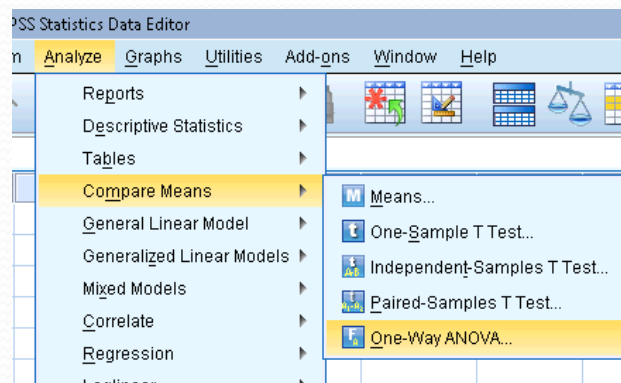 PSS Statistics Data Editor
m Analyze Graphs Utilities Add-ons Window Help
Reports
Descriptive Statistics
Tables
Compare Means
General Linear Model
Generalized Linear Models
Mixed Models
Correlate
Regression
Loglinear
Means...
One-Sample T Test...
Independent-Samples T Test...
Paired-Samples T Test...
One-Way ANOVA...